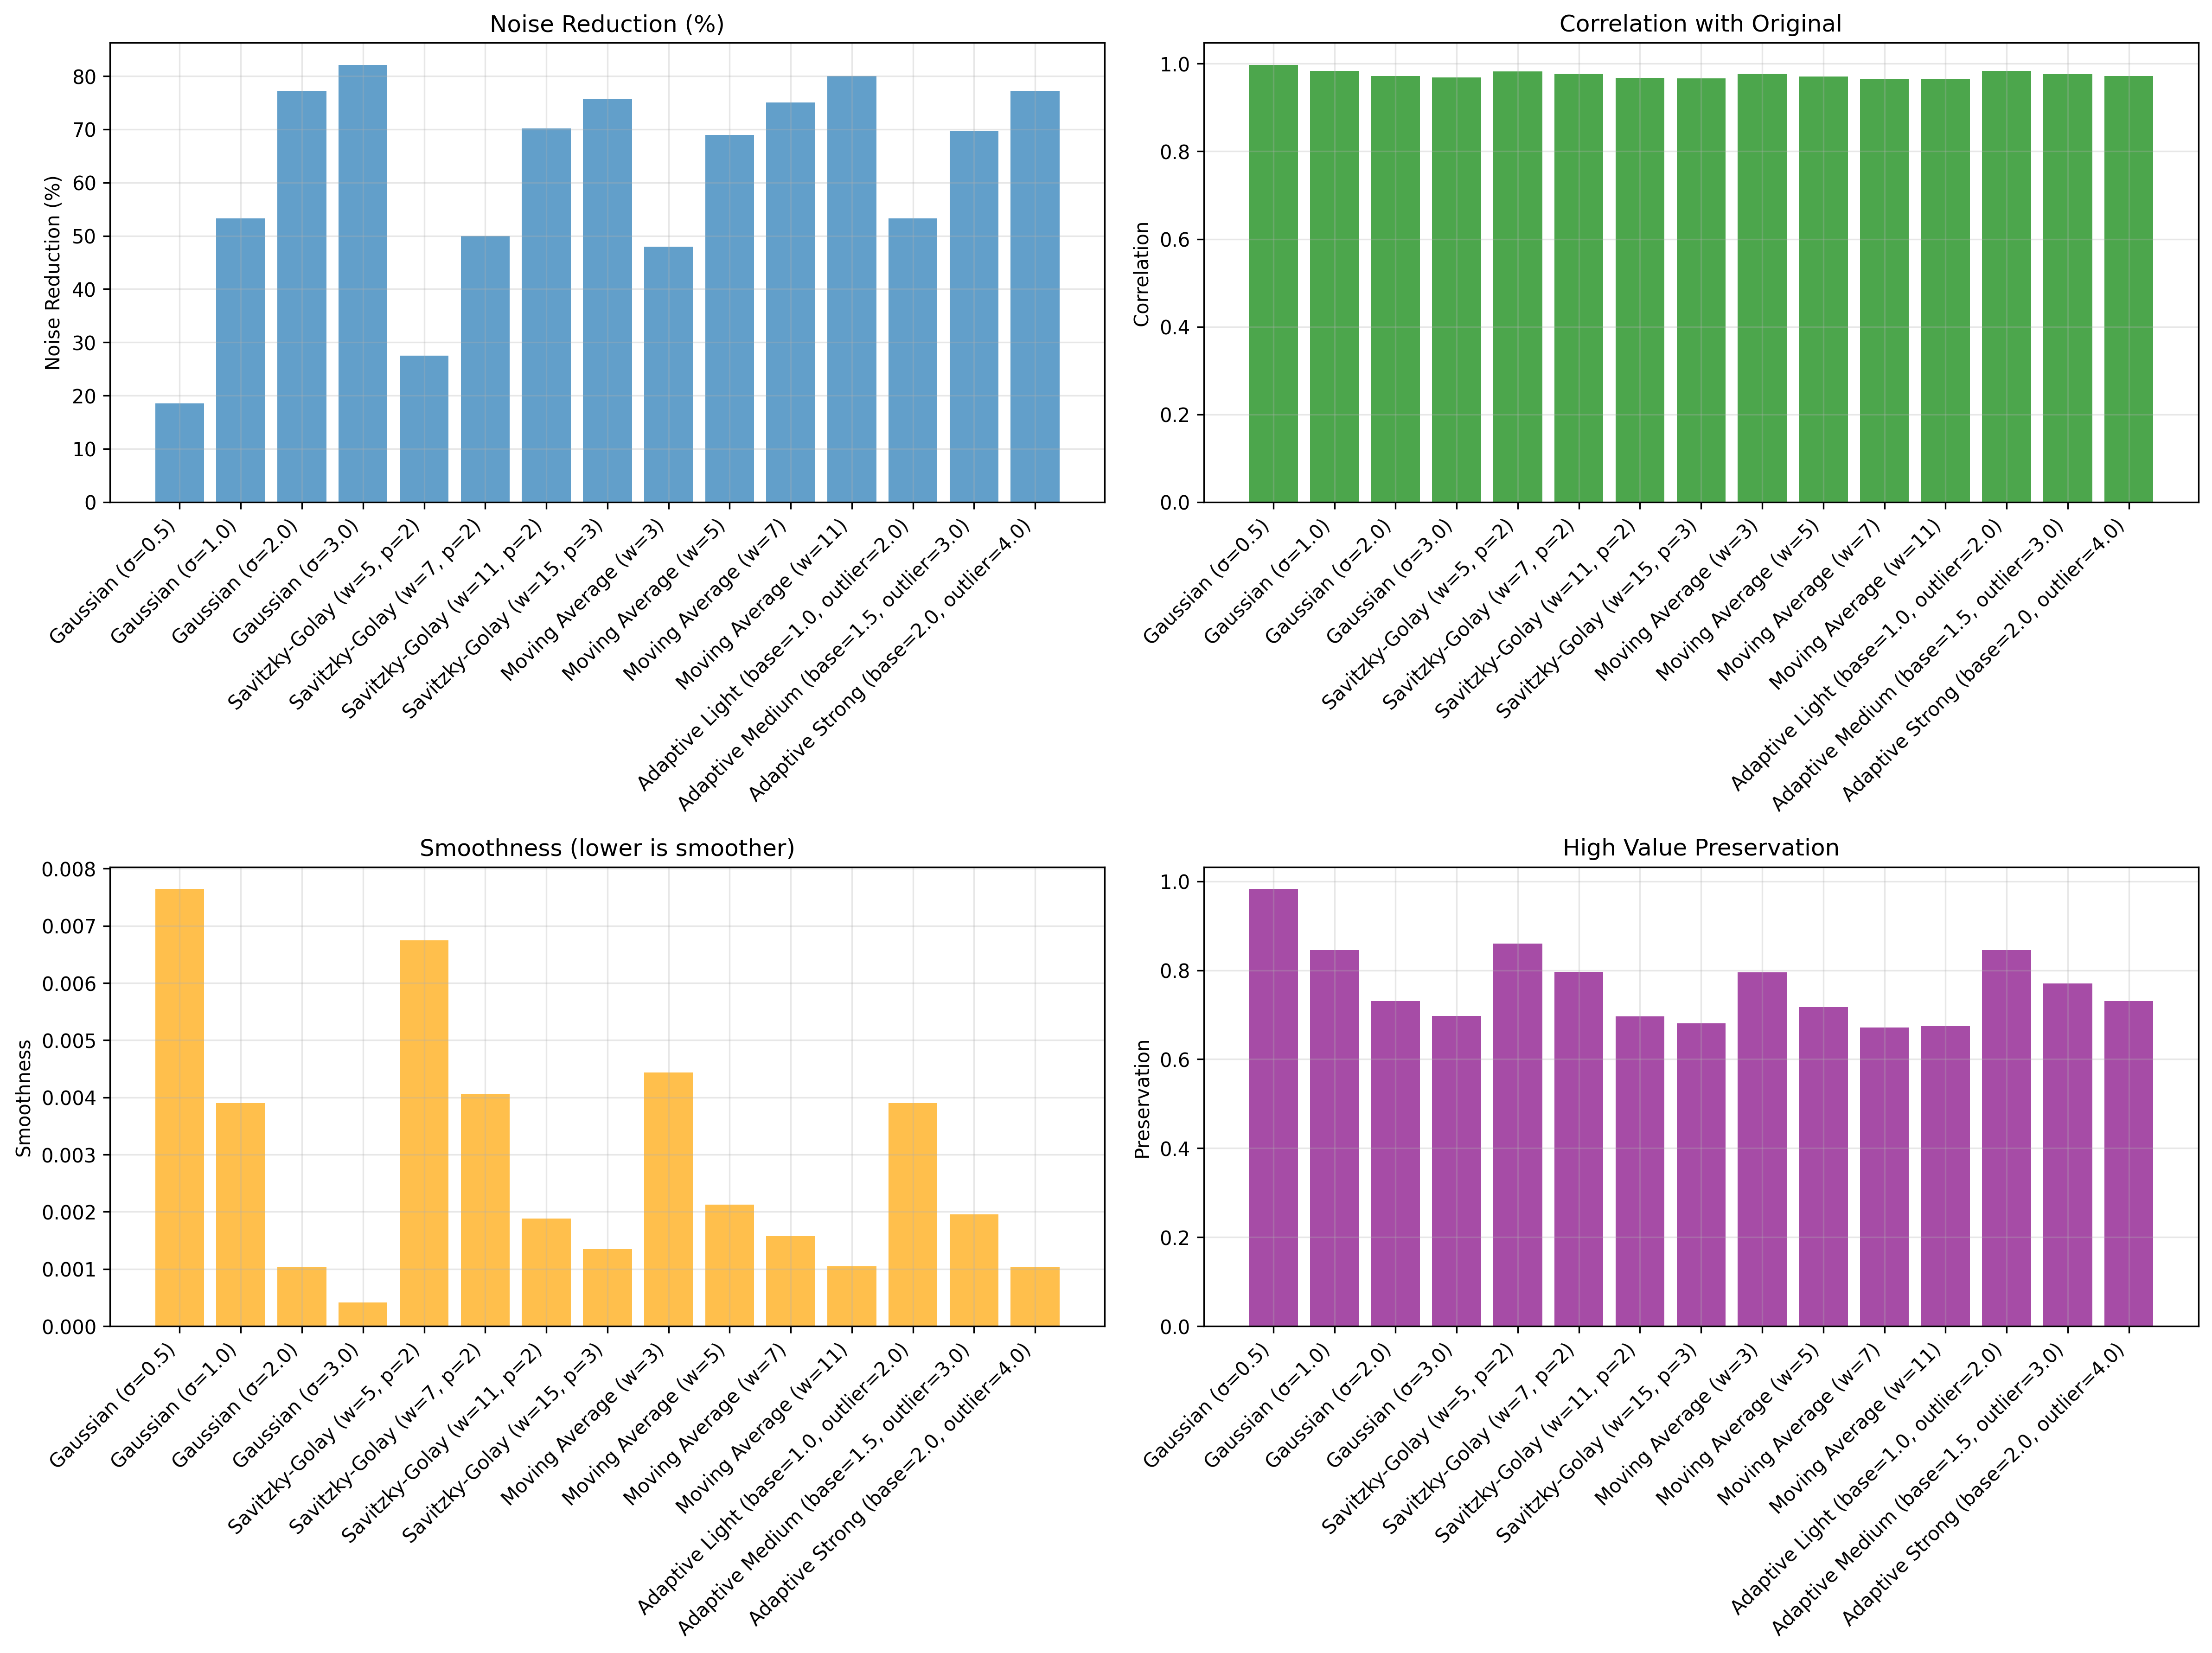 Noise Reduction (%)
Noise Reduction (%)
80
70
60
50
40
30
20
10
0
Gaussian (σ=0.5)
Gaussian (σ=1.0)
Gaussian (σ=2.0)
Gaussian (σ=3.0)
Savitzky-Golay (w=5, p=2)
Savitzky-Golay (w=7, p=2)
Savitzky-Golay (w=11, p=2)
Savitzky-Golay (w=15, p=3)
Moving Average (w=3)
Moving Average (w=5)
Moving Average (w=7)
Moving Average (w=11)
Adaptive Light (base=1.0, outlier=2.0)
Adaptive Medium (base=1.5, outlier=3.0)
Adaptive Strong (base=2.0, outlier=4.0)
Correlation with Original
Correlation
1.0
0.8
0.6
0.4
0.2
0.0
Gaussian (σ=0.5)
Gaussian (σ=1.0)
Gaussian (σ=2.0)
Gaussian (σ=3.0)
Savitzky-Golay (w=5, p=2)
Savitzky-Golay (w=7, p=2)
Savitzky-Golay (w=11, p=2)
Savitzky-Golay (w=15, p=3)
Moving Average (w=3)
Moving Average (w=5)
Moving Average (w=7)
Moving Average (w=11)
Adaptive Light (base=1.0, outlier=2.0)
Adaptive Medium (base=1.5, outlier=3.0)
Adaptive Strong (base=2.0, outlier=4.0)
Smoothness (lower is smoother)
Smoothness
0.008
0.007
0.006
0.005
0.004
0.003
0.002
0.001
0.000
Gaussian (σ=0.5)
Gaussian (σ=1.0)
Gaussian (σ=2.0)
Gaussian (σ=3.0)
Savitzky-Golay (w=5, p=2)
Savitzky-Golay (w=7, p=2)
Savitzky-Golay (w=11, p=2)
Savitzky-Golay (w=15, p=3)
Moving Average (w=3)
Moving Average (w=5)
Moving Average (w=7)
Moving Average (w=11)
Adaptive Light (base=1.0, outlier=2.0)
Adaptive Medium (base=1.5, outlier=3.0)
Adaptive Strong (base=2.0, outlier=4.0)
High Value Preservation
Preservation
1.0
0.8
0.6
0.4
0.2
0.0
Gaussian (σ=0.5)
Gaussian (σ=1.0)
Gaussian (σ=2.0)
Gaussian (σ=3.0)
Savitzky-Golay (w=5, p=2)
Savitzky-Golay (w=7, p=2)
Savitzky-Golay (w=11, p=2)
Savitzky-Golay (w=15, p=3)
Moving Average (w=3)
Moving Average (w=5)
Moving Average (w=7)
Moving Average (w=11)
Adaptive Light (base=1.0, outlier=2.0)
Adaptive Medium (base=1.5, outlier=3.0)
Adaptive Strong (base=2.0, outlier=4.0)